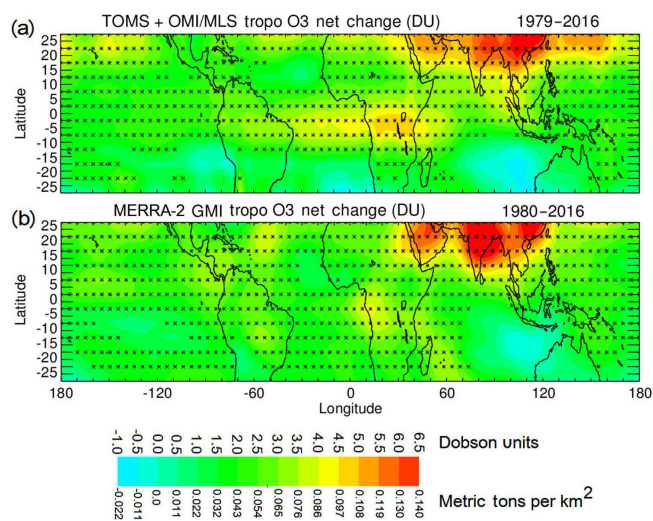 (a) TOMS + OMI/MLS tropo O3 net change (DU) 1979-2016
Latitude
25
20
15
10
5
0
-5
-10
-15
-20
-25
(b) MERRA-2 GMI tropo O3 net change (DU) 1980-2016
Latitude
25
20
15
10
5
0
-5
-10
-15
-20
-25
180 -120 -60 0 60 120 180
Longitude
-1.0 -0.5 0.0 0.5 1.0 1.5 2.0 2.5 3.0 3.5 4.0 4.5 5.0 5.5 6.0 6.5 Dobson units
-0.022 -0.011 0.0 0.011 0.022 0.032 0.044 0.054 0.065 0.076 0.086 0.097 0.108 0.119 0.130 0.140 Metric tons per km2